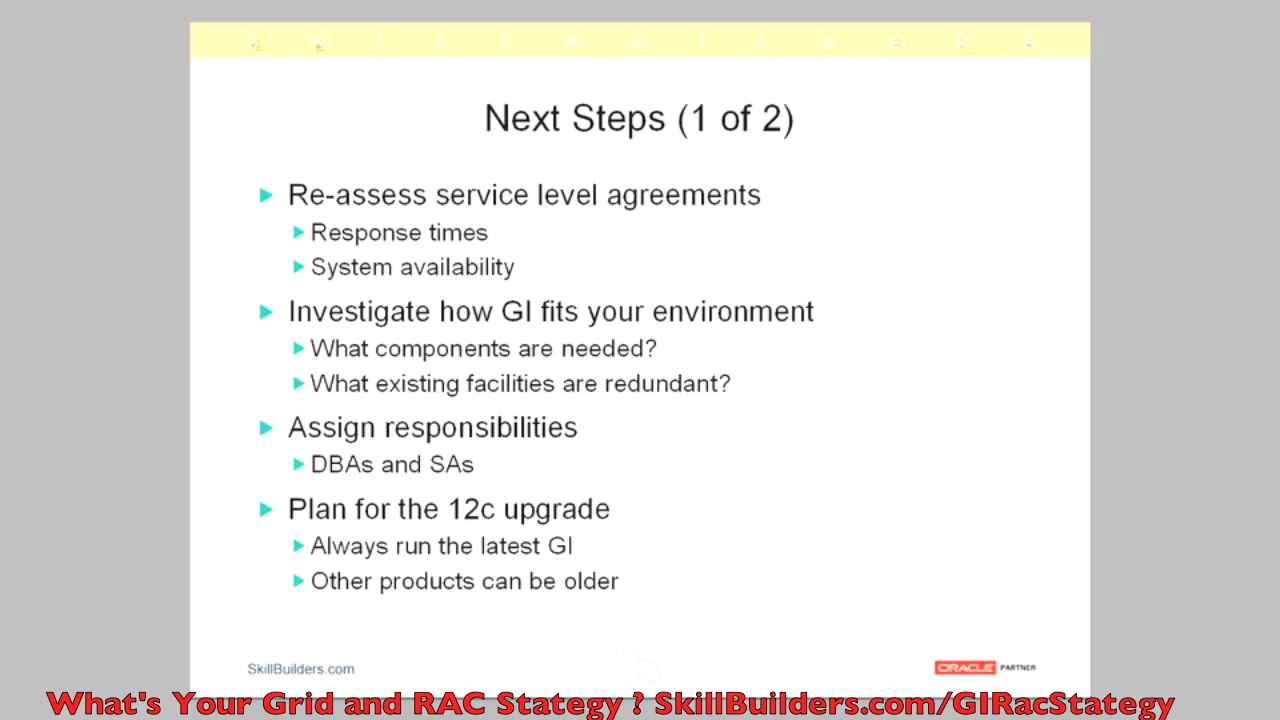 S K I L L B U I L D E R S
Next Steps (1 of 2)
Re-assess service level agreements
Response times
System availability
Investigate how GI fits your environment
What components are needed?
What existing facilities are redundant?
Assign responsibilities
DBAs and SAs
Plan for the 12c upgrade
Always run the latest GI
Other products can be older
SkillBuilders.com
ORACLE PARTNER
What's Your Grid and RAC Stategy ? SkillBuilders.com/GIRacStategy